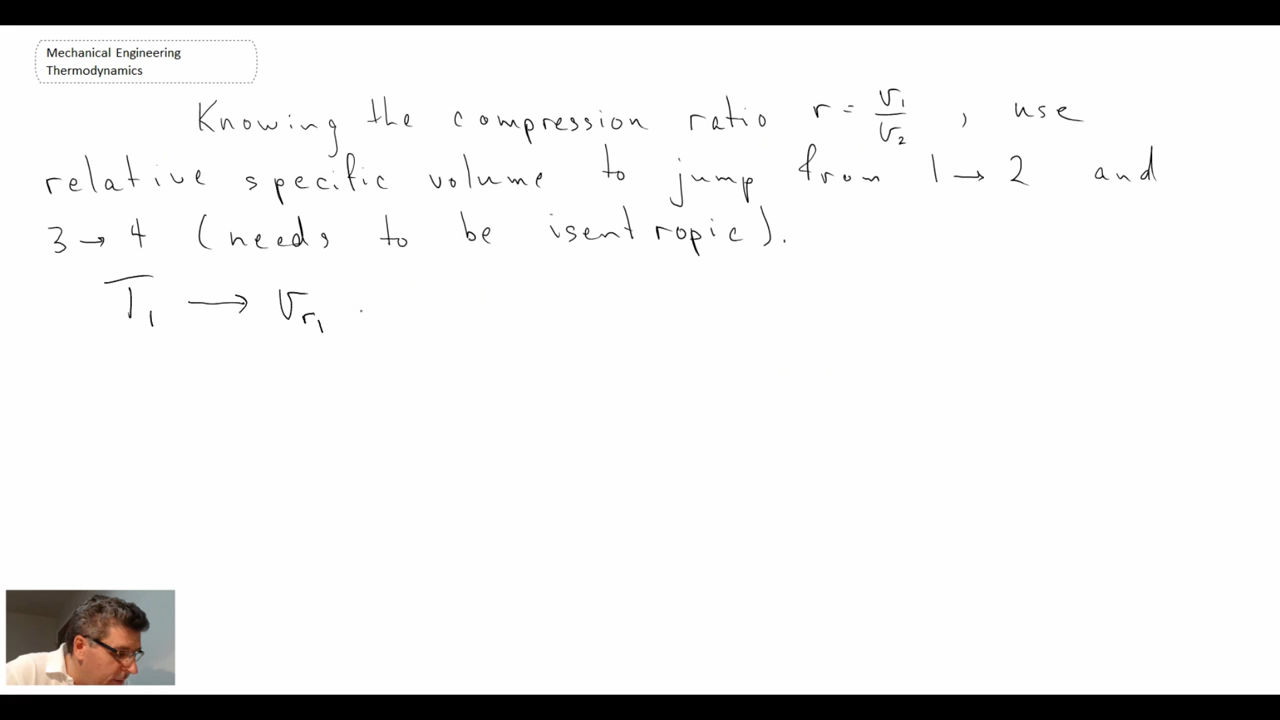 Mechanical Engineering
Thermodynamics
Knowing the compression ratio r = v₁/v₂ , use
relative specific volume to jump from 1 → 2 and
3 → 4 (needs to be isentropic).
T₁ → vᵣ₁